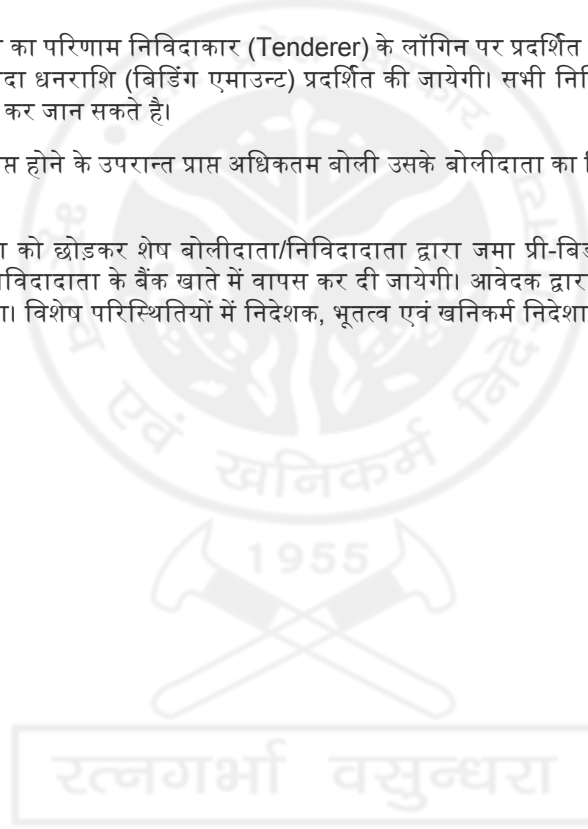 का परिणाम निविदाकार (Tenderer) के लॉगिन पर प्रदर्शित
धनराशि (बिडिंग एमाउन्ट) प्रदर्शित की जायेगी। सभी
कर जान सकते है।
होने के उपरान्त प्राप्त अधिकतम बोली उसके बोलीदाता का
को छोड़कर शेष बोलीदाता/निविदादाता द्वारा जमा
के बैंक खाते में वापस कर दी जायेगी। आवेदक
विशेष परिस्थितियों में निदेशक, भूतत्व एवं खनिकर्म
एवं खनिकर्म
1955
रत्नगर्भा वसुन्धरा